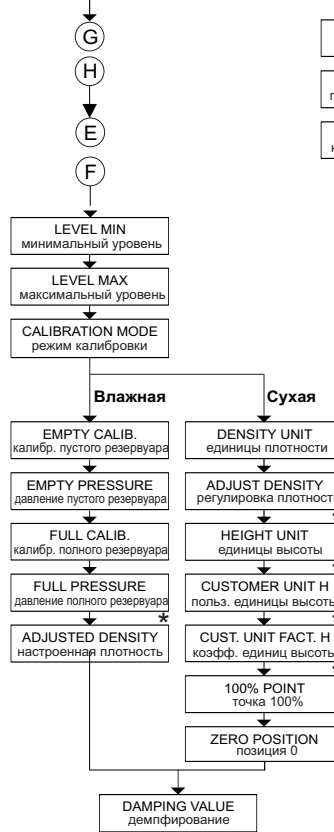 G
H
E
F
LEVEL MIN
минимальный уровень
LEVEL MAX
максимальный уровень
CALIBRATION MODE
режим калибровки
Влажная
EMPTY CALIB.
калибр. пустого резервуара
EMPTY PRESSURE
давление пустого резервуара
FULL CALIB.
калибр. полного резервуара
FULL PRESSURE
давление полного резервуара
*
ADJUSTED DENSITY
настроенная плотность
Сухая
DENSITY UNIT
единицы плотности
ADJUST DENSITY
регулировка плотност
HEIGHT UNIT
единицы высоты
CUSTOMER UNIT H
польз. единицы высоты
CUST. UNIT FACT. H
коэфф. единиц высоты
100% POINT
точка 100%
ZERO POSITION
позиция 0
DAMPING VALUE
демпфирование